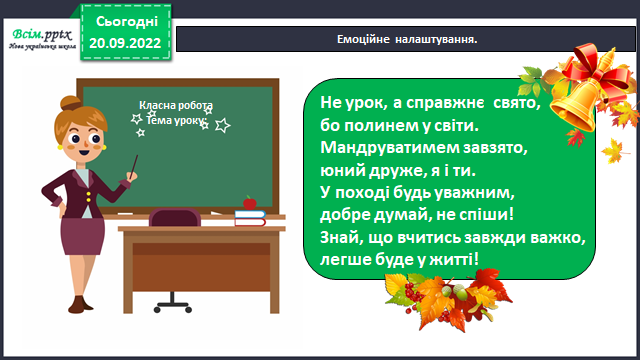 Всім.pptx
Нова українська школа
Сьогодні
20.09.2022
Емоційне налаштування.
Класна робота
Тема уроку:
Не урок, а справжнє свято,
бо полинем у світи.
Мандруватимем завзято,
юний друже, я і ти.
У поході будь уважним,
добре думай, не спіши!
Знай, що вчитись завжди важко,
легше буде у житті!